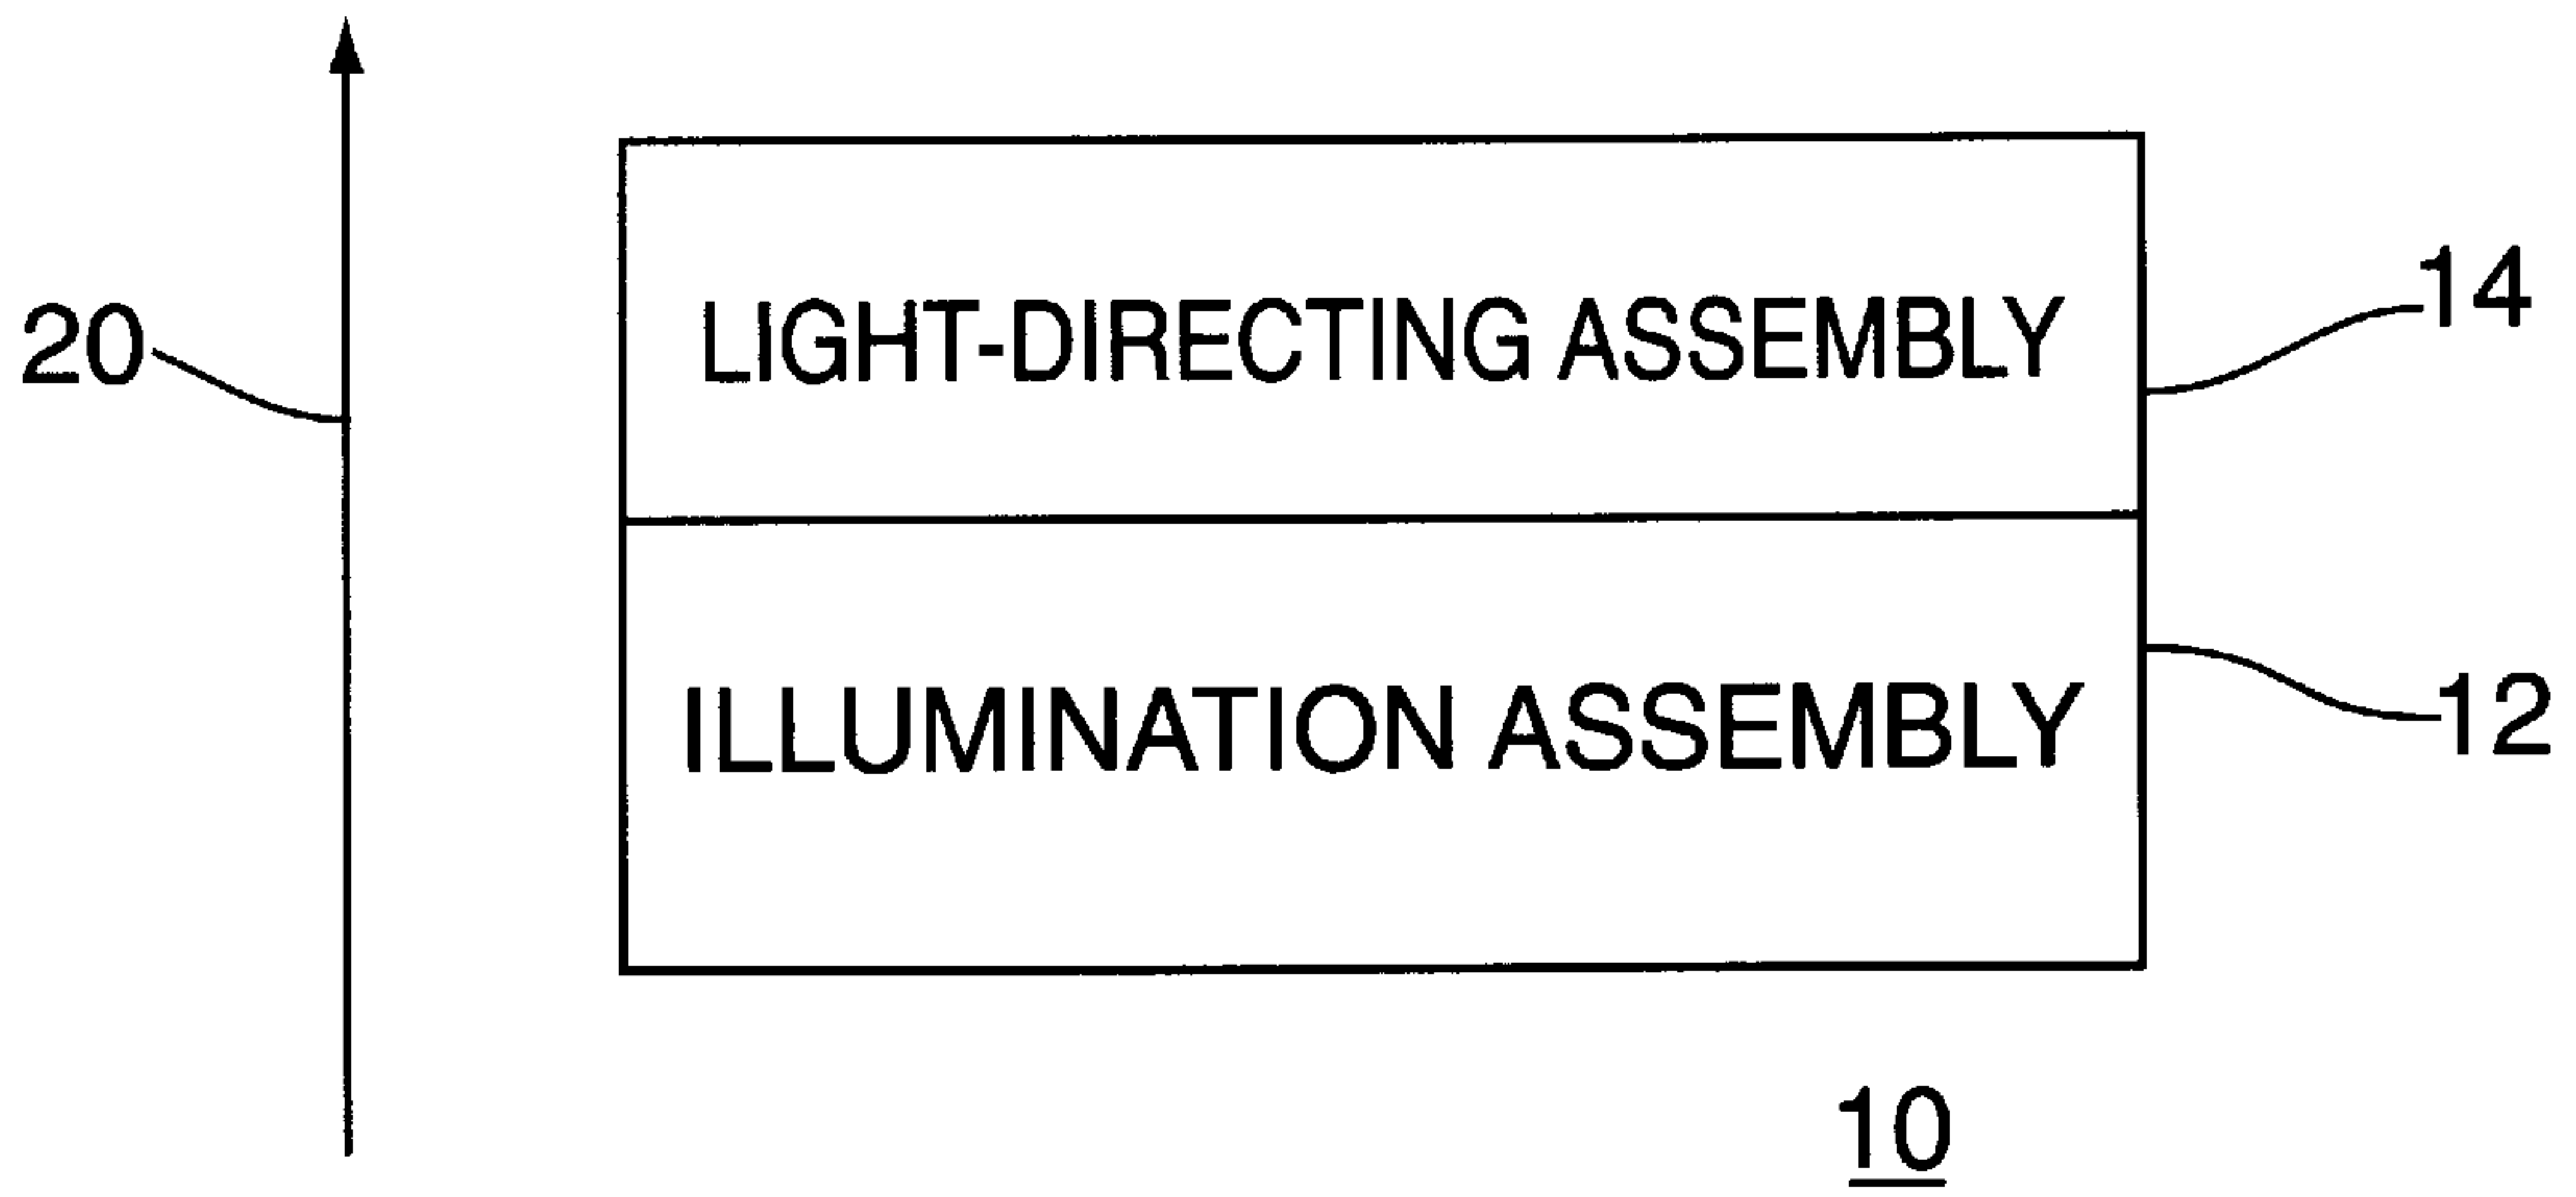 20
LIGHT-DIRECTING ASSEMBLY
14
ILLUMINATION ASSEMBLY
12
10